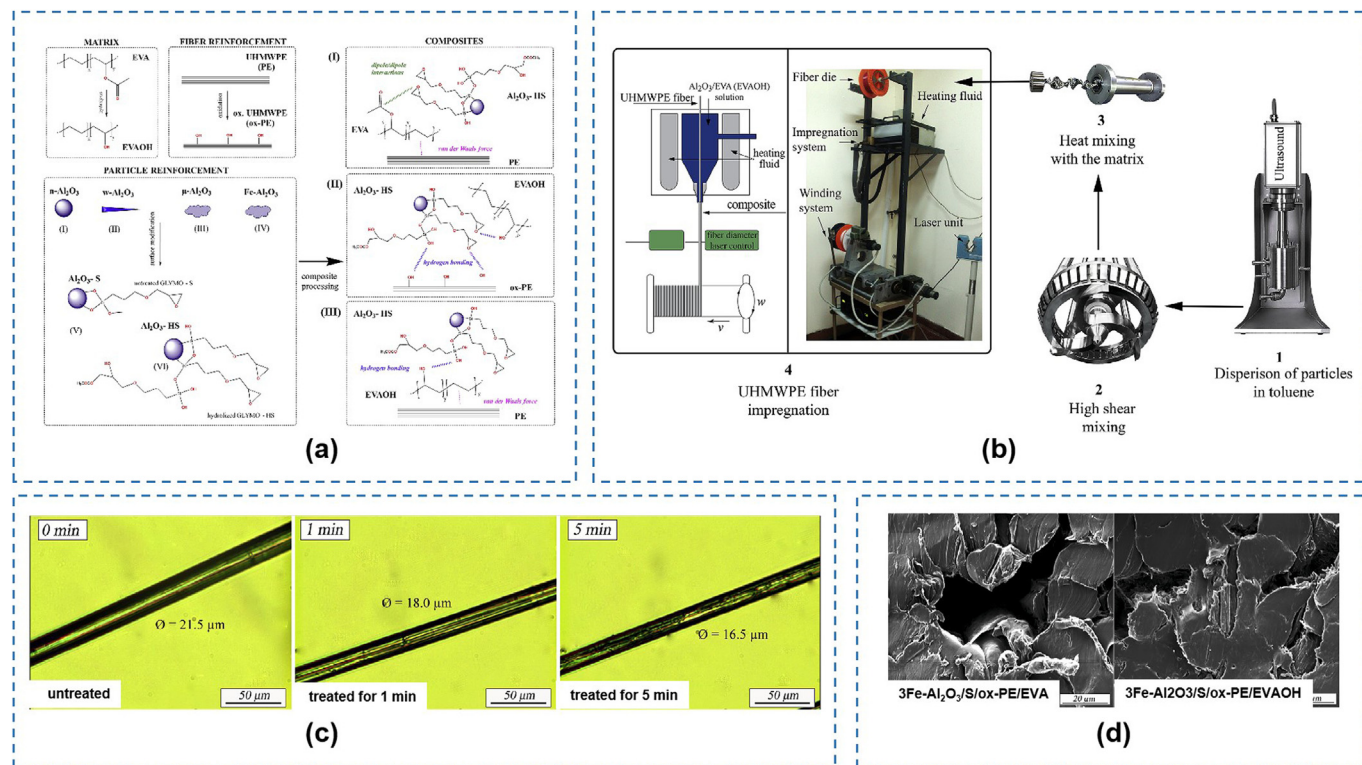 MATRIX
EVA
hydrolysis
EVAOH
FIBER REINFORCEMENT
UHMWPE
(PE)
oxidation
ox. UHMWPE
(ox-PE)
OH OH OH
PARTICLE REINFORCEMENT
n-Al2O3 w-Al2O3 μ-Al2O3 Fe-Al2O3
(I) (II) (III) (IV)
surface modification
Al2O3- S
untreated GLYMO - S
(V)
Al2O3- HS
(VI)
hydrolized GLYMO - HS
composite
processing
COMPOSITES
(I)
dipole/dipole
interactions
Al2O3- HS
EVA
van der Waals force
PE
(II)
Al2O3- HS
EVAOH
hydrogen bonding
ox-PE
(III)
Al2O3- HS
hydrogen bonding
EVAOH
van der Waals force
PE
(a)
Al2O3/EVA (EVAOH)
solution
UHMWPE fiber
heating
fluid
composite
fiber diameter
laser control
w
v
Fiber die
Heating fluid
Impregnation
system
Winding
system
Laser unit
4
UHMWPE fiber
impregnation
3
Heat mixing
with the matrix
2
High shear
mixing
Ultrasound
1
Disperison of particles
in toluene
(b)
0 min
Ø = 21.5 μm
untreated
50 μm
1 min
Ø = 18.0 μm
treated for 1 min
50 μm
5 min
Ø = 16.5 μm
treated for 5 min
50 μm
(c)
3Fe-Al2O3/S/ox-PE/EVA
20 μm
3Fe-Al2O3/S/ox-PE/EVAOH
(d)